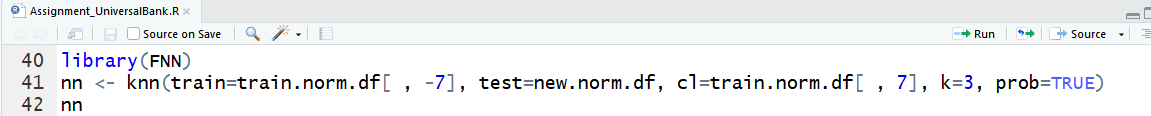 Assignment_UniversalBank.R
Source on Save
Run
Source
40 library(FNN)
41 nn <- knn(train=train.norm.df[ , -7], test=new.norm.df, cl=train.norm.df[ , 7], k=3, prob=TRUE)
42 nn